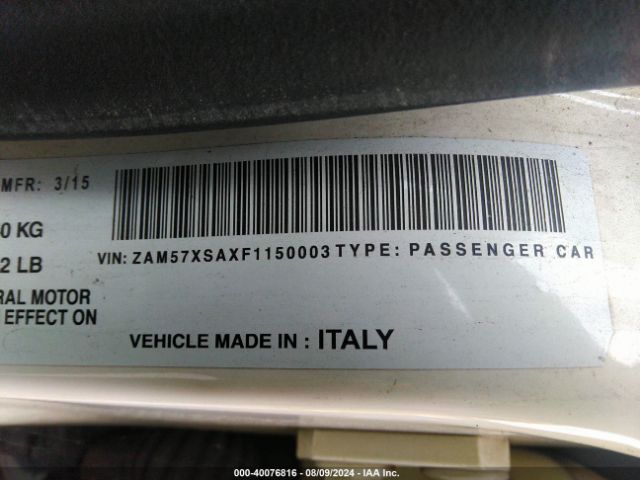 MFR: 3/15
0 KG
VIN: ZAM57XSAXF1150003 TYPE: PASSENGER CAR
2 LB
RAL MOTOR
EFFECT ON
VEHICLE MADE IN : ITALY
000-40076816 - 08/09/2024 - IAA Inc.